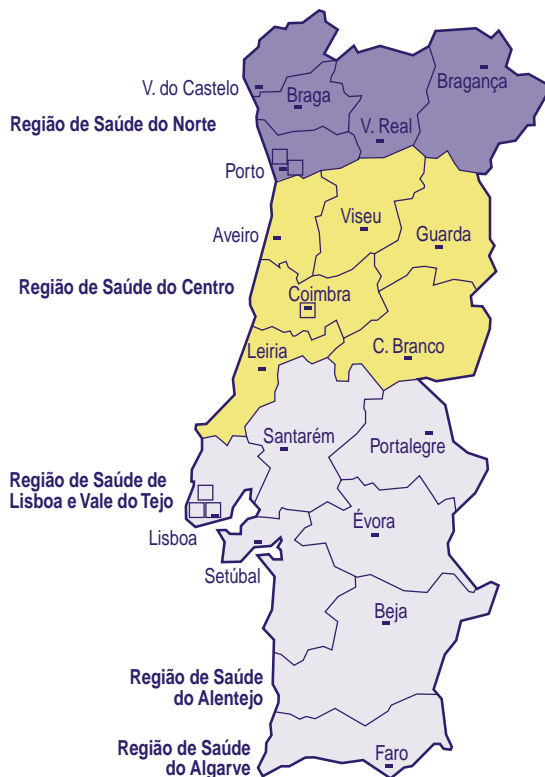 V. do Castelo
Braga
Bragança
Região de Saúde do Norte
V. Real
Porto
Viseu
Aveiro
Guarda
Região de Saúde do Centro
Coimbra
Leiria
C. Branco
Santarém
Portalegre
Região de Saúde de
Lisboa e Vale do Tejo
Lisboa
Évora
Setúbal
Beja
Região de Saúde
do Alentejo
Região de Saúde
do Algarve
Faro